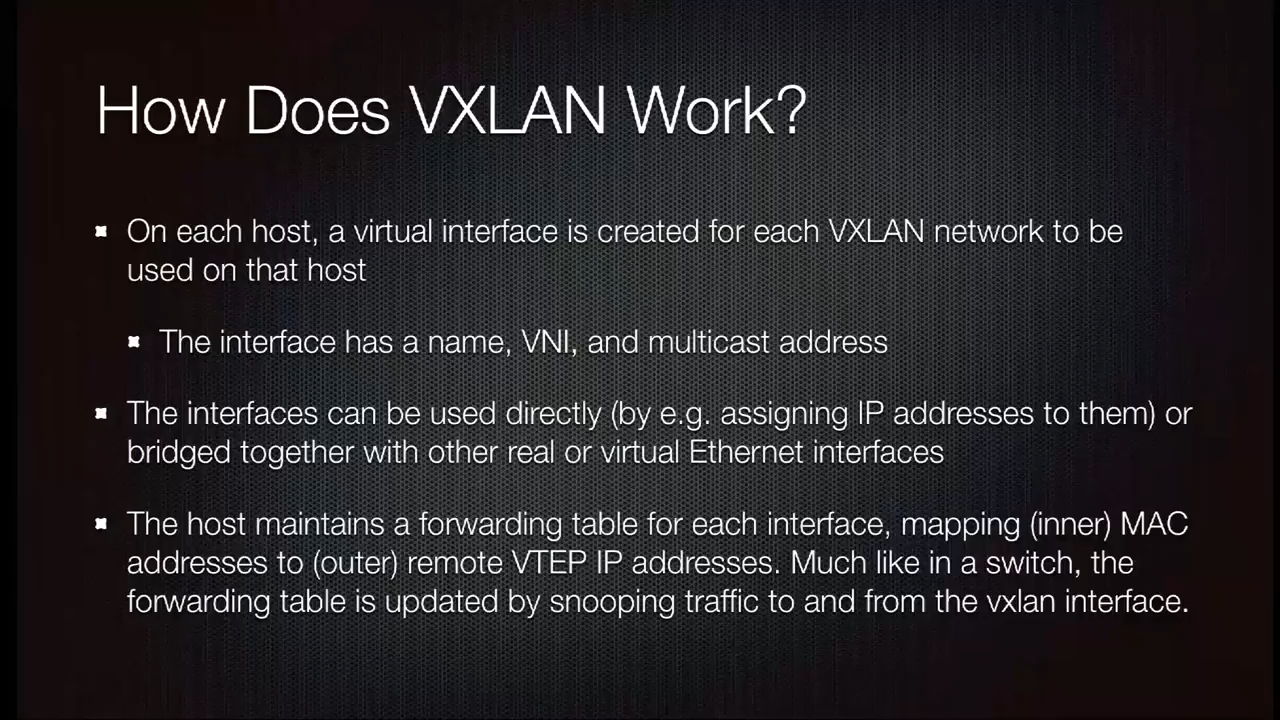 How Does VXLAN Work?
On each host, a virtual interface is created for each VXLAN network to be
used on that host
The interface has a name, VNI, and multicast address
The interfaces can be used directly (by e.g. assigning IP addresses to them) or
bridged together with other real or virtual Ethernet interfaces
The host maintains a forwarding table for each interface, mapping (inner) MAC
addresses to (outer) remote VTEP IP addresses. Much like in a switch, the
forwarding table is updated by snooping traffic to and from the vxlan interface.